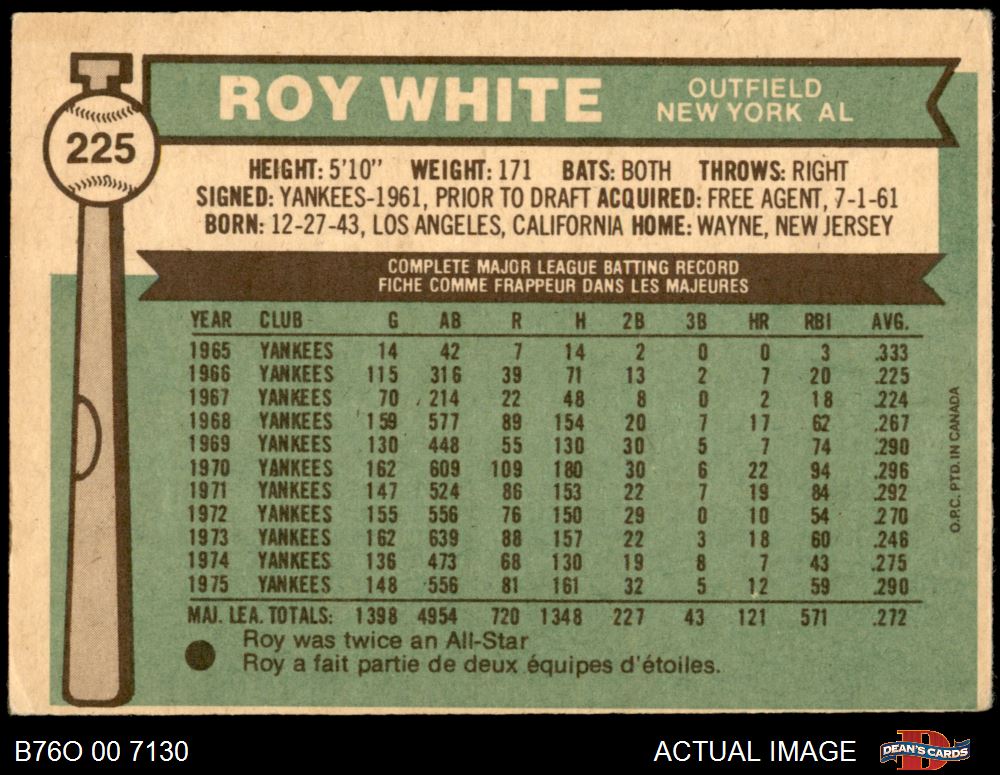 225
ROY WHITE
OUTFIELD
NEW YORK AL
HEIGHT: 5'10" WEIGHT: 171 BATS: BOTH THROWS: RIGHT
SIGNED: YANKEES-1961, PRIOR TO DRAFT ACQUIRED: FREE AGENT, 7-1-61
BORN: 12-27-43, LOS ANGELES, CALIFORNIA HOME: WAYNE, NEW JERSEY
COMPLETE MAJOR LEAGUE BATTING RECORD
FICHE COMME FRAPPEUR DANS LES MAJEURES
YEAR CLUB G AB R H 2B 3B HR RBI AVG.
1965 YANKEES 14 42 7 14 2 0 0 3 .333
1966 YANKEES 115 316 39 71 13 2 7 20 .225
1967 YANKEES 70 214 22 48 8 0 2 18 .224
1968 YANKEES 159 577 89 154 20 7 17 62 .267
1969 YANKEES 130 448 55 130 30 5 7 74 .290
1970 YANKEES 162 609 109 180 30 6 22 94 .296
1971 YANKEES 147 524 86 153 22 7 19 84 .292
1972 YANKEES 155 556 76 150 29 0 10 54 .270
1973 YANKEES 162 639 88 157 22 3 18 60 .246
1974 YANKEES 136 473 68 130 19 8 7 43 .275
1975 YANKEES 148 556 81 161 32 5 12 59 .290
MAJ. LEA. TOTALS: 1398 4954 720 1348 227 43 121 571 .272
Roy was twice an All-Star
Roy a fait partie de deux équipes d'étoiles.
O.P.C. PTD. IN CANADA
B76O 00 7130
ACTUAL IMAGE
DEAN'S CARDS